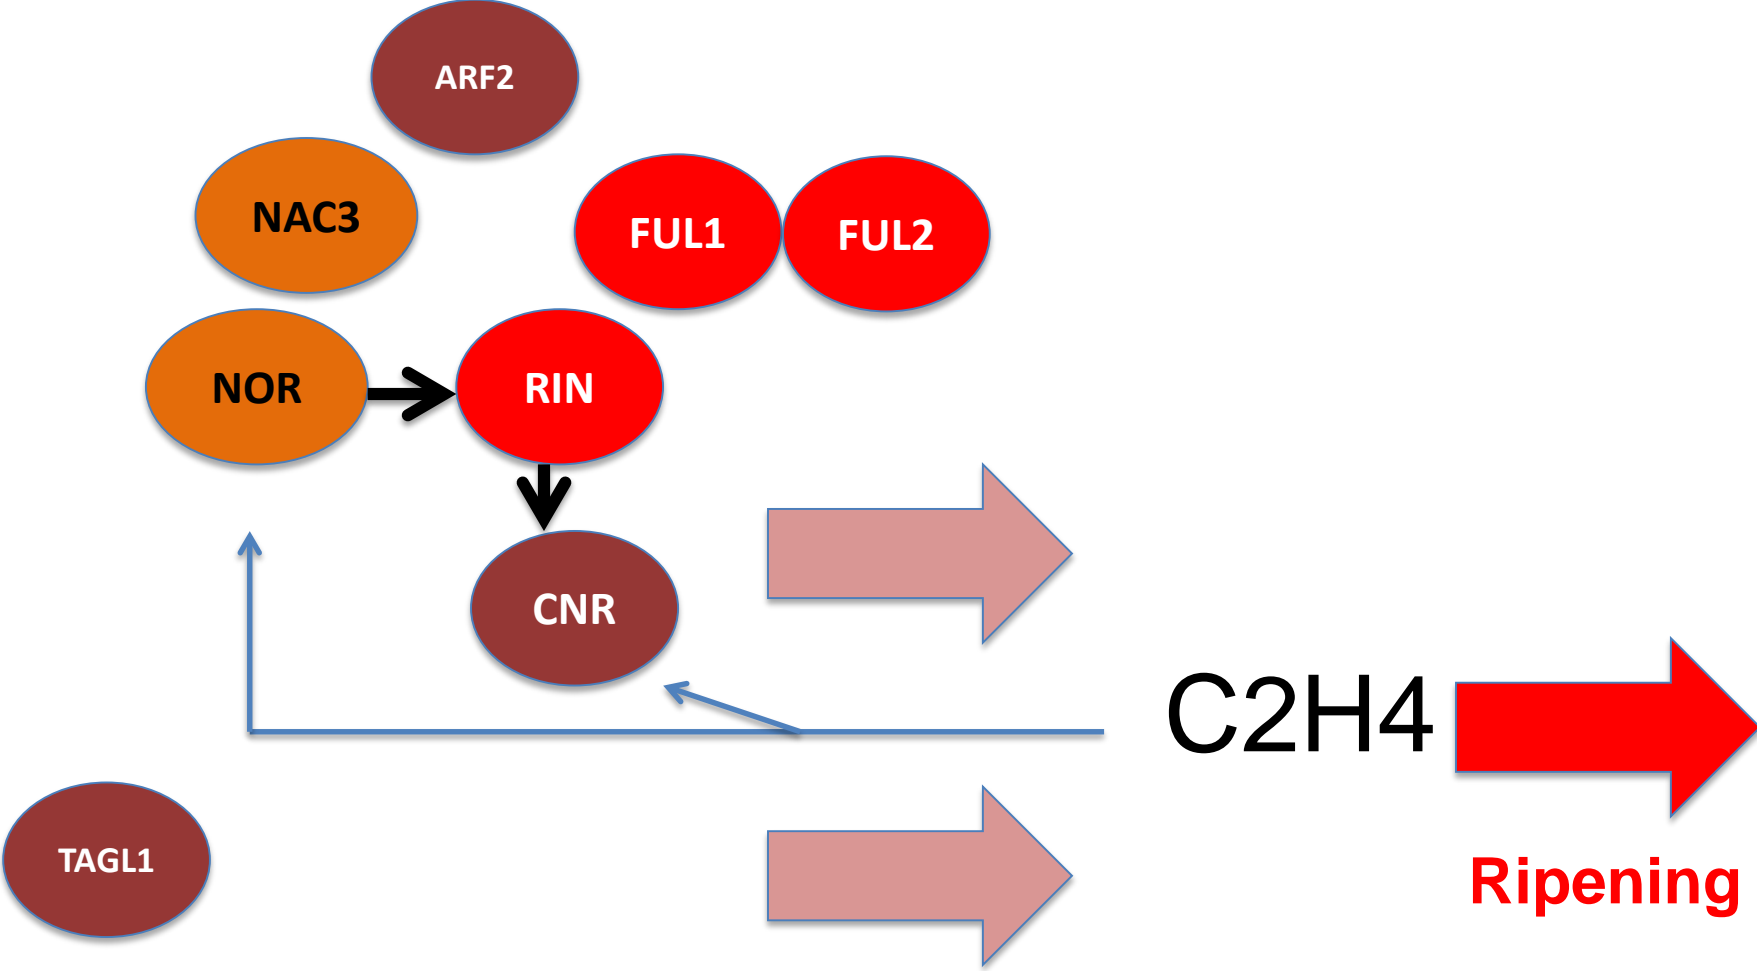 ARF2
NAC3
FUL1
FUL2
NOR
RIN
CNR
C2H4
TAGL1
Ripening